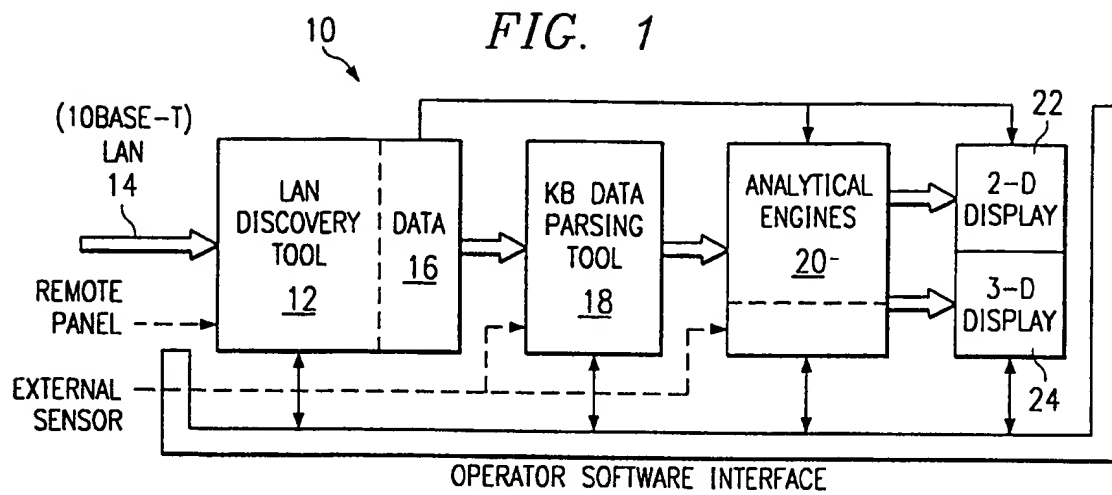 FIG. 1
10
(10BASE-T)
LAN
14
LAN
DISCOVERY
TOOL
12
DATA
16
KB DATA
PARSING
TOOL
18
ANALYTICAL
ENGINES
20
22
2-D
DISPLAY
3-D
DISPLAY
24
REMOTE
PANEL
EXTERNAL
SENSOR
OPERATOR SOFTWARE INTERFACE